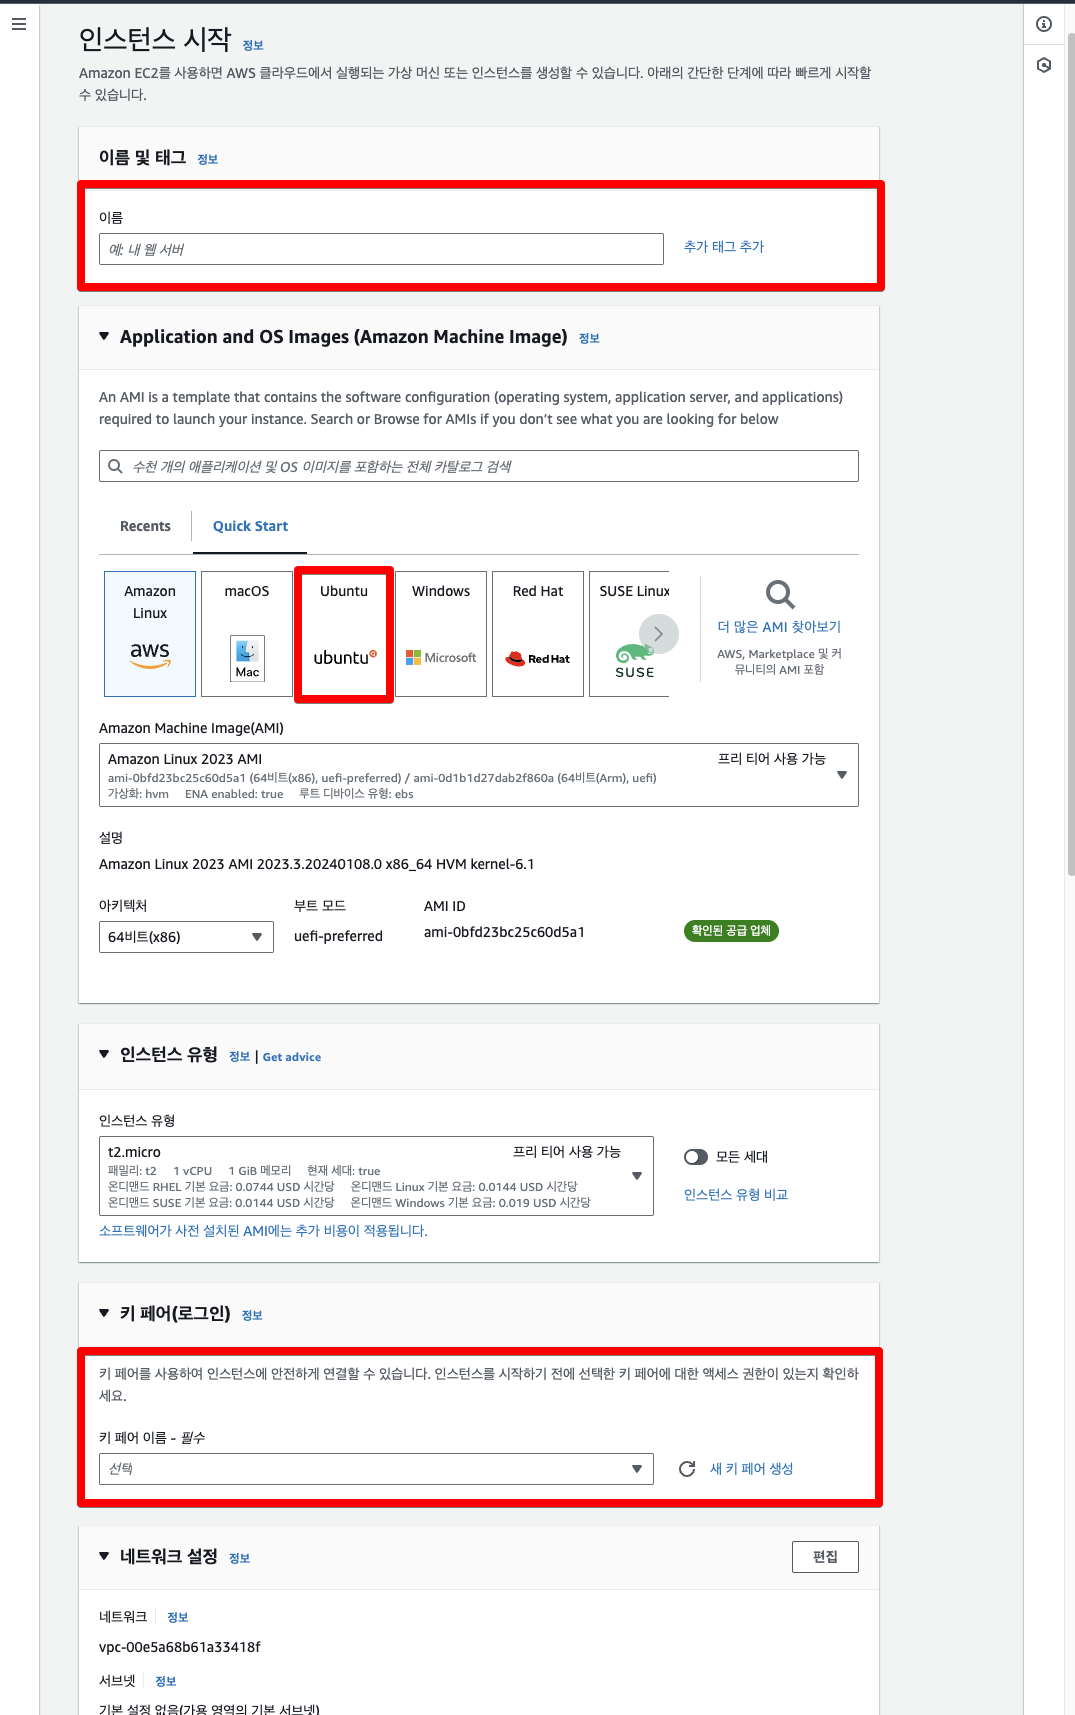 인스턴스 시작 정보
Amazon EC2를 사용하면 AWS 클라우드에서 실행되는 가상 머신 또는 인스턴스를 생성할 수 있습니다. 아래의 간단한 단계에 따라 빠르게 시작할
수 있습니다.
이름 및 태그 정보
이름
예: 내 웹 서버
추가 태그 추가
Application and OS Images (Amazon Machine Image) 정보
An AMI is a template that contains the software configuration (operating system, application server, and applications)
required to launch your instance. Search or Browse for AMIs if you don't see what you are looking for below
수천 개의 애플리케이션 및 OS 이미지를 포함하는 전체 카탈로그 검색
Recents
Quick Start
Amazon
Linux
aws
macOS
Mac
Ubuntu
ubuntu
Windows
Microsoft
Red Hat
Red Hat
SUSE Linux
SUSE
더 많은 AMI 찾아보기
AWS, Marketplace 및 커
뮤니티의 AMI 포함
Amazon Machine Image(AMI)
Amazon Linux 2023 AMI 프리 티어 사용 가능
ami-0bfd23bc25c60d5a1 (64비트(x86), uefi-preferred) / ami-0d1b1d27dab2f860a (64비트(Arm), uefi)
가상화: hvm ENA enabled: true 루트 디바이스 유형: ebs
설명
Amazon Linux 2023 AMI 2023.3.20240108.0 x86_64 HVM kernel-6.1
아키텍처 부트 모드 AMI ID
64비트(x86) uefi-preferred ami-0bfd23bc25c60d5a1 확인된 공급 업체
인스턴스 유형 정보 | Get advice
인스턴스 유형
t2.micro 프리 티어 사용 가능
패밀리: t2 1 vCPU 1 GiB 메모리 현재 세대: true
온디맨드 RHEL 기본 요금: 0.0744 USD 시간당 온디맨드 Linux 기본 요금: 0.0144 USD 시간당
온디맨드 SUSE 기본 요금: 0.0144 USD 시간당 온디맨드 Windows 기본 요금: 0.019 USD 시간당
모든 세대
인스턴스 유형 비교
소프트웨어가 사전 설치된 AMI에는 추가 비용이 적용됩니다.
키 페어(로그인) 정보
키 페어를 사용하여 인스턴스에 안전하게 연결할 수 있습니다. 인스턴스를 시작하기 전에 선택한 키 페어에 대한 액세스 권한이 있는지 확인하
세요.
키 페어 이름 - 필수
선택
새 키 페어 생성
네트워크 설정 정보
편집
네트워크 정보
vpc-00e5a68b61a33418f
서브넷 정보
기본 설정 없음(가용 영역의 기본 서브넷)